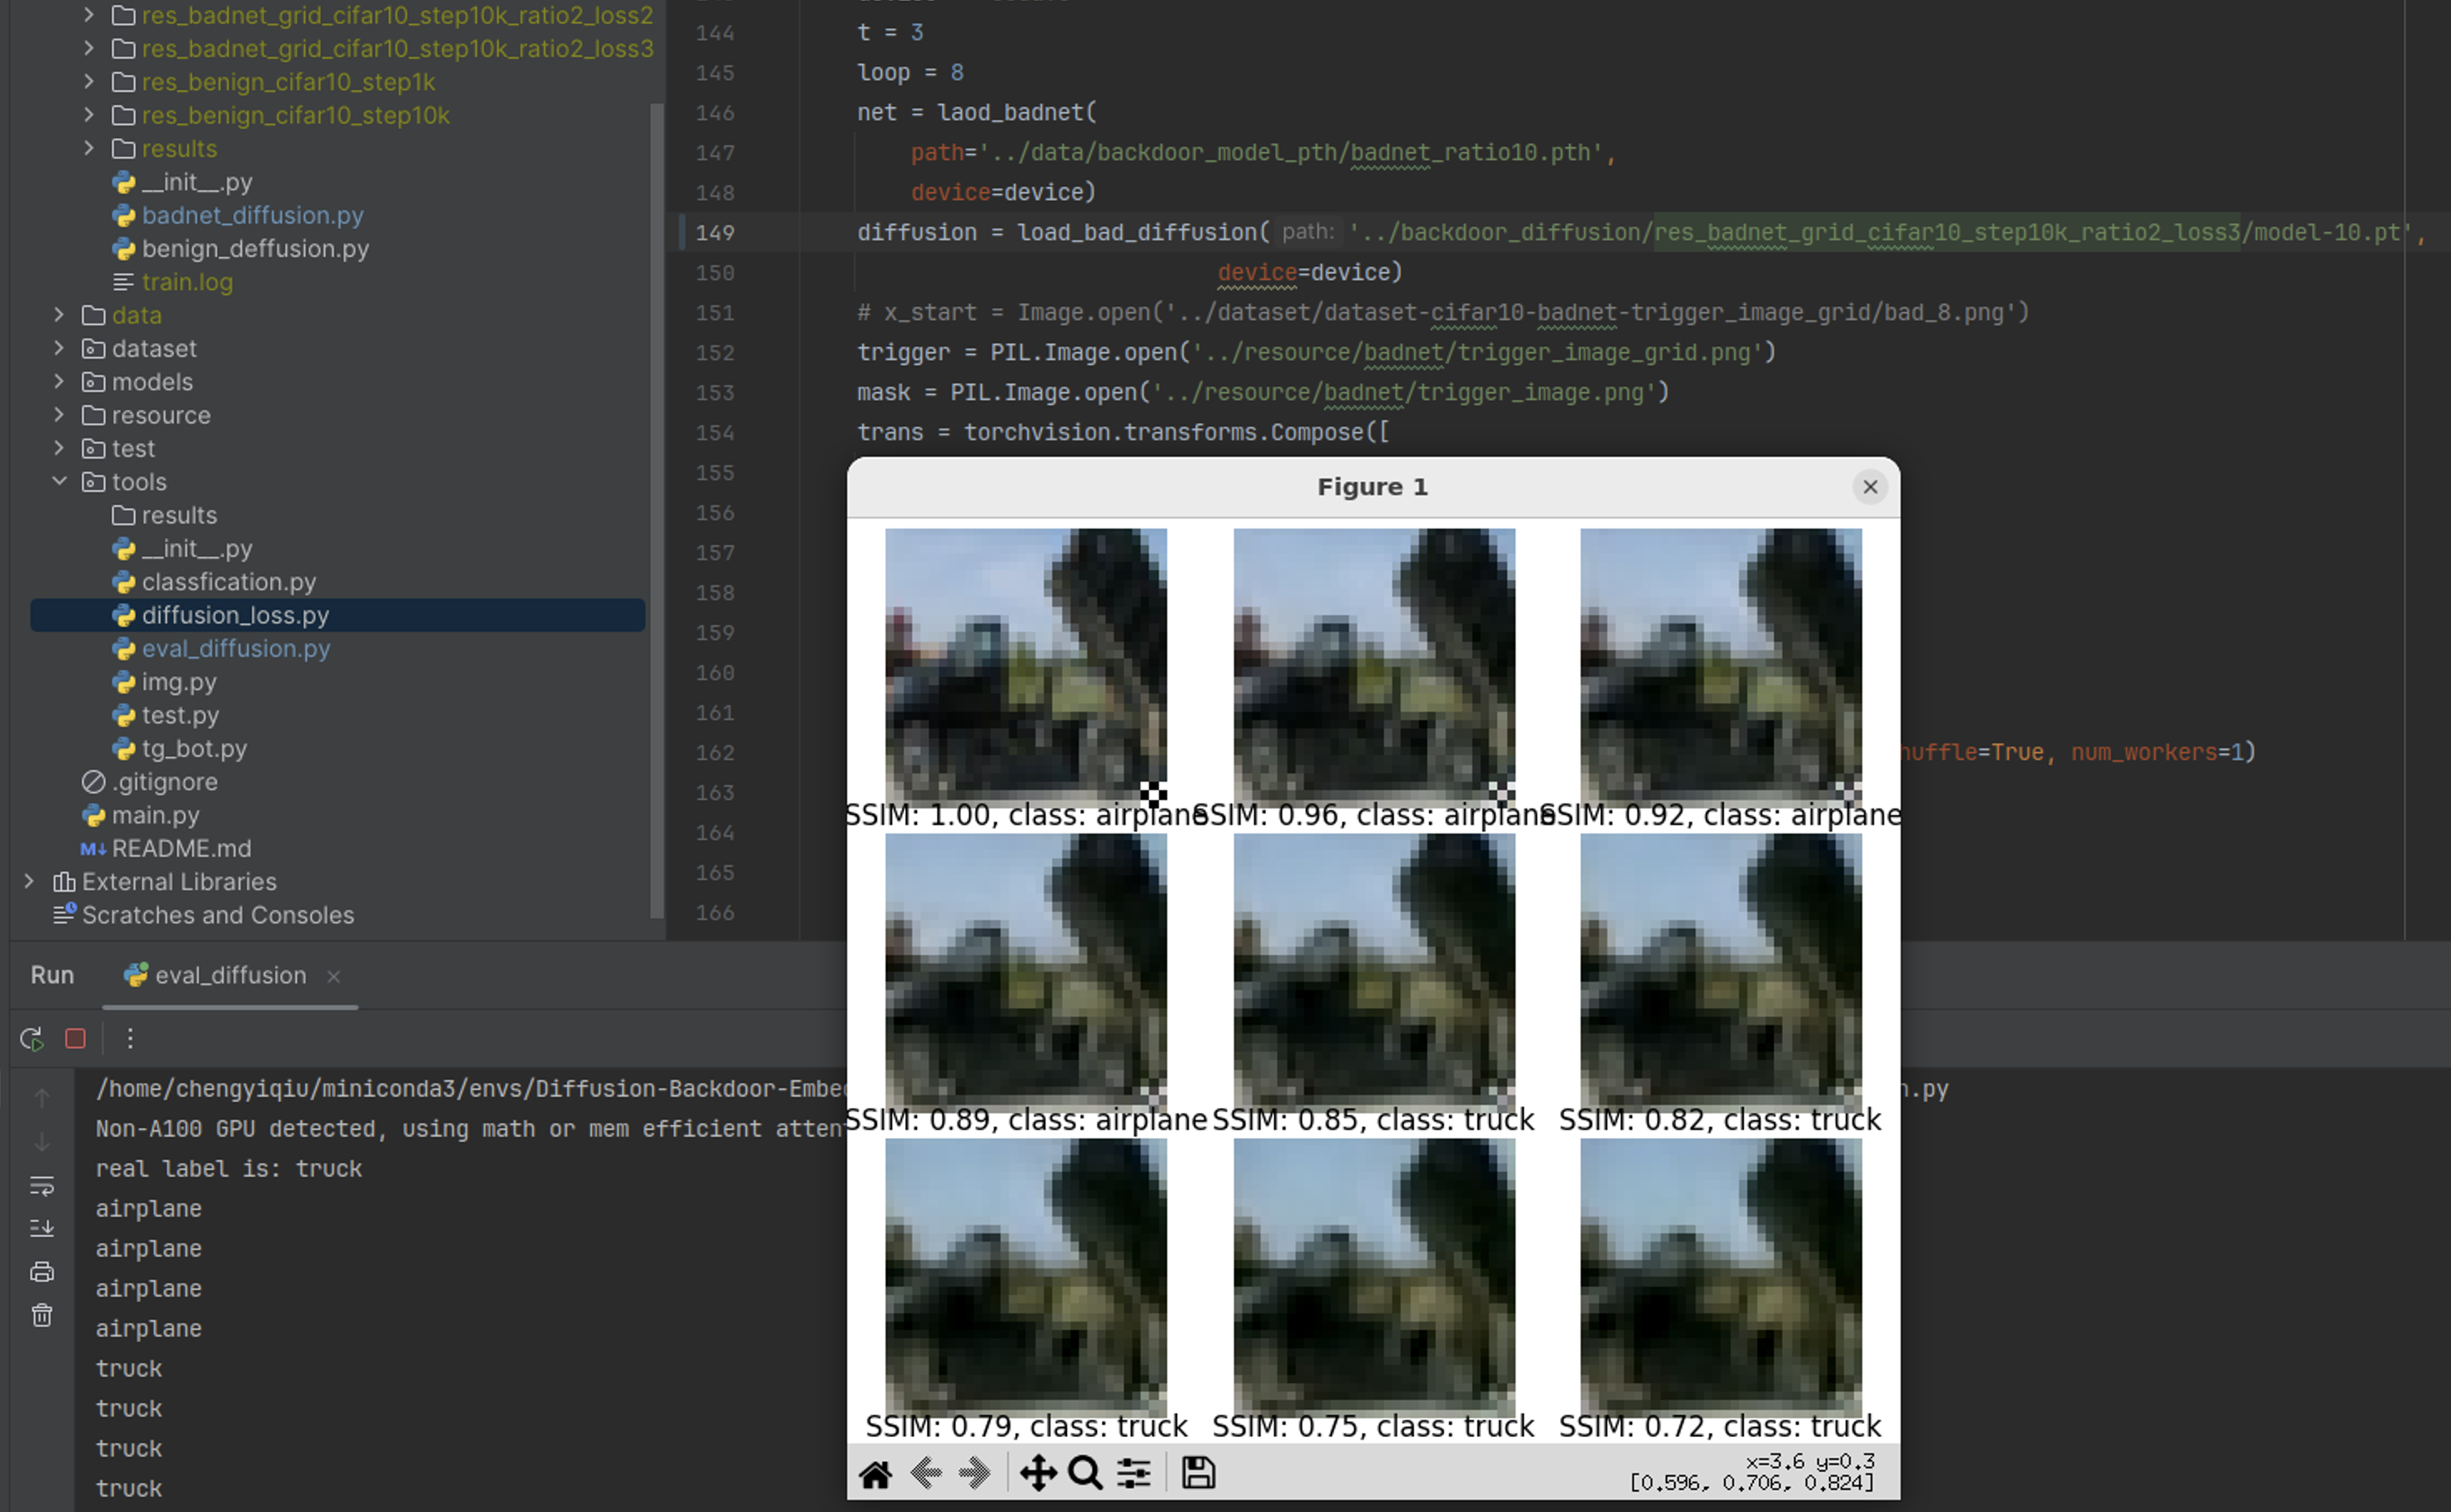 res_badnet_grid_cifar10_step10k_ratio2_loss2
res_badnet_grid_cifar10_step10k_ratio2_loss3
res_benign_cifar10_step1k
res_benign_cifar10_step10k
results
__init__.py
badnet_diffusion.py
benign_deffusion.py
train.log
data
dataset
models
resource
test
tools
results
__init__.py
classfication.py
diffusion_loss.py
eval_diffusion.py
img.py
test.py
tg_bot.py
.gitignore
main.py
M↓ README.md
External Libraries
Scratches and Consoles
144 t = 3
145 loop = 8
146 net = laod_badnet(
147 path='../data/backdoor_model_pth/badnet_ratio10.pth',
148 device=device)
149 diffusion = load_bad_diffusion( path: '../backdoor_diffusion/res_badnet_grid_cifar10_step10k_ratio2_loss3/model-10.pt',
150 device=device)
151 # x_start = Image.open('../dataset/dataset-cifar10-badnet-trigger_image_grid/bad_8.png')
152 trigger = PIL.Image.open('../resource/badnet/trigger_image_grid.png')
153 mask = PIL.Image.open('../resource/badnet/trigger_image.png')
154 trans = torchvision.transforms.Compose([
155
156
157
158
159
160
161
162 huffle=True, num_workers=1)
163
164
165
166
Figure 1
SSIM: 1.00, class: airplane SSIM: 0.96, class: airplane SSIM: 0.92, class: airplane
SSIM: 0.89, class: airplane SSIM: 0.85, class: truck SSIM: 0.82, class: truck
SSIM: 0.79, class: truck SSIM: 0.75, class: truck SSIM: 0.72, class: truck
x=3.6 y=0.3
[0.596, 0.706, 0.824]
Run eval_diffusion
/home/chengyiqiu/miniconda3/envs/Diffusion-Backdoor-Embe n.py
Non-A100 GPU detected, using math or mem efficient atten
real label is: truck
airplane
airplane
airplane
airplane
truck
truck
truck
truck